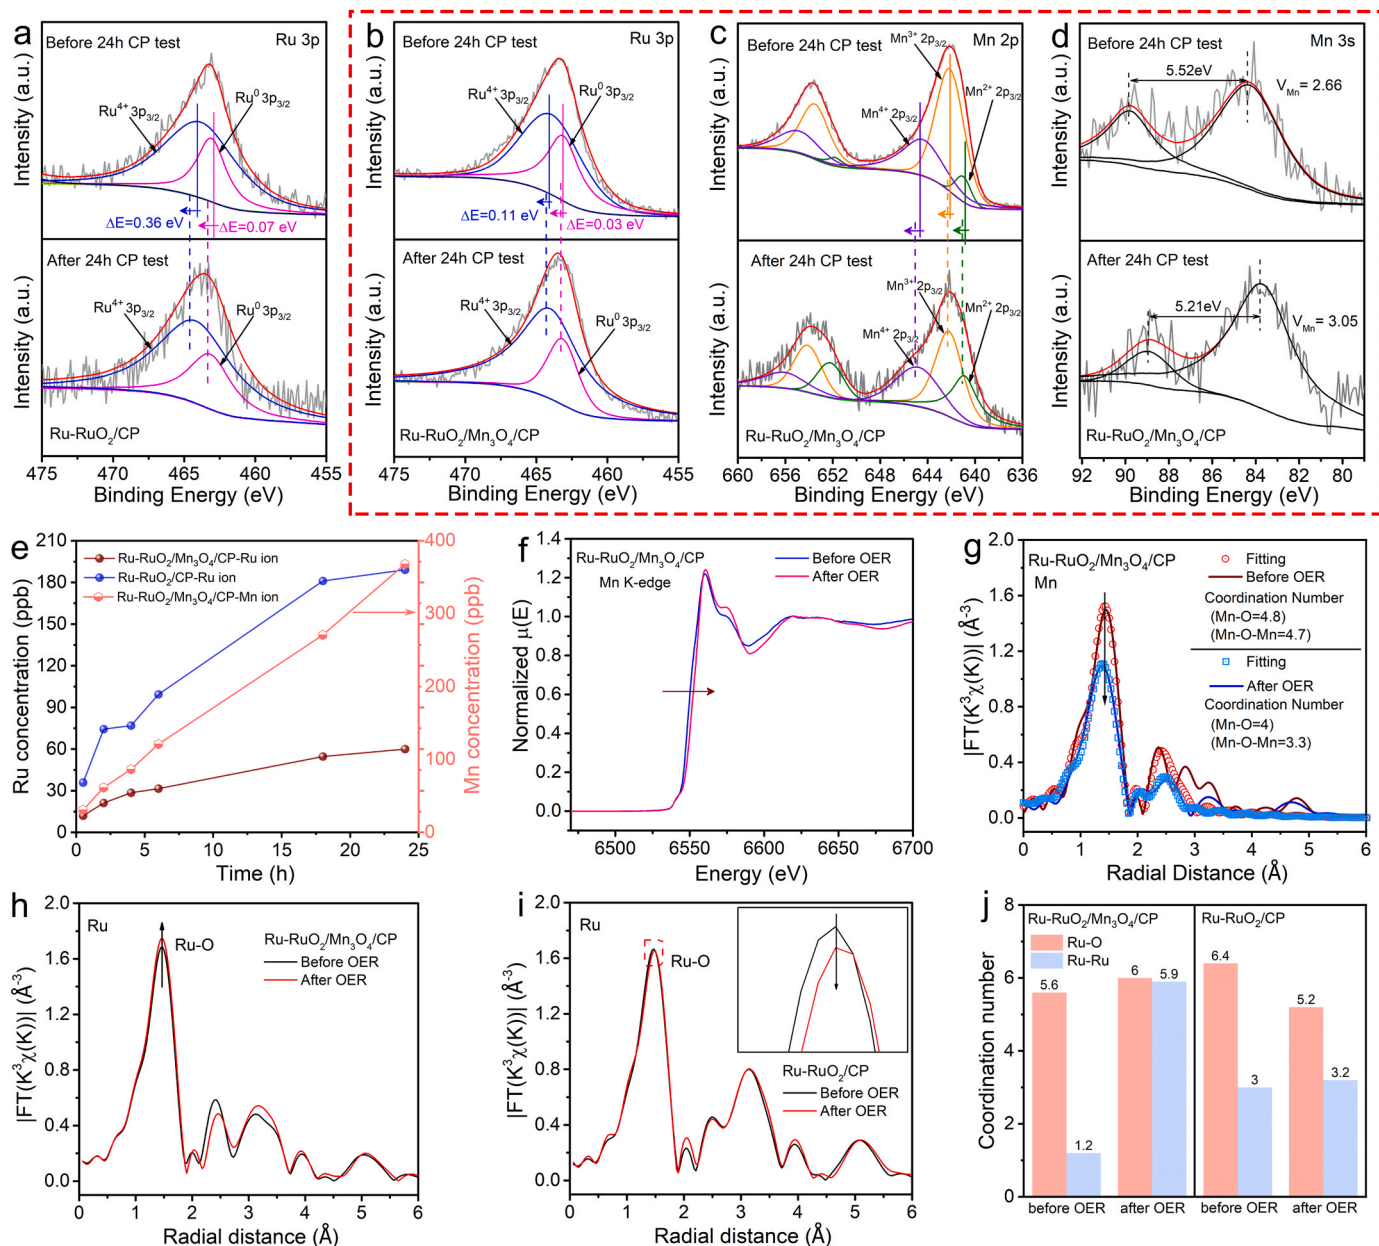 a
Before 24h CP test
Ru 3p
Ru⁴⁺ 3p₃/₂
Ru⁰ 3p₃/₂
ΔE=0.36 eV
ΔE=0.07 eV
After 24h CP test
Ru⁴⁺ 3p₃/₂
Ru⁰ 3p₃/₂
Ru-RuO₂/CP
Intensity (a.u.)
Intensity (a.u.)
475 470 465 460 455
Binding Energy (eV)
b
Before 24h CP test
Ru 3p
Ru⁴⁺ 3p₃/₂
Ru⁰ 3p₃/₂
ΔE=0.11 eV
ΔE=0.03 eV
After 24h CP test
Ru⁴⁺ 3p₃/₂
Ru⁰ 3p₃/₂
Ru-RuO₂/Mn₃O₄/CP
Intensity (a.u.)
Intensity (a.u.)
475 470 465 460 455
Binding Energy (eV)
c
Before 24h CP test
Mn 2p
Mn³⁺ 2p₃/₂
Mn²⁺ 2p₃/₂
Mn⁴⁺ 2p₃/₂
After 24h CP test
Mn³⁺ 2p₃/₂
Mn²⁺ 2p₃/₂
Mn⁴⁺ 2p₃/₂
Ru-RuO₂/Mn₃O₄/CP
Intensity (a.u.)
Intensity (a.u.)
660 656 652 648 644 640 636
Binding Energy (eV)
d
Before 24h CP test
Mn 3s
5.52eV
V_Mn= 2.66
After 24h CP test
5.21eV
V_Mn = 3.05
Ru-RuO₂/Mn₃O₄/CP
Intensity (a.u.)
Intensity (a.u.)
92 90 88 86 84 82 80
Binding Energy (eV)
e
Ru-RuO₂/Mn₃O₄/CP-Ru ion
Ru-RuO₂/CP-Ru ion
Ru-RuO₂/Mn₃O₄/CP-Mn ion
Ru concentration (ppb)
210
180
150
120
90
60
30
0
Mn concentration (ppb)
400
300
200
100
0
0 5 10 15 20 25
Time (h)
f
Ru-RuO₂/Mn₃O₄/CP
Mn K-edge
Before OER
After OER
Normalized μ(E)
1.4
1.2
1.0
0.8
0.6
0.4
0.2
0.0
6500 6550 6600 6650 6700
Energy (eV)
g
Ru-RuO₂/Mn₃O₄/CP
Mn
Fitting
Before OER
Coordination Number
(Mn-O=4.8)
(Mn-O-Mn=4.7)
Fitting
After OER
Coordination Number
(Mn-O=4)
(Mn-O-Mn=3.3)
|FT(K³χ(K))| (Å⁻³)
1.6
1.2
0.8
0.4
0.0
0 1 2 3 4 5 6
Radial Distance (Å)
h
Ru
Ru-O
Ru-RuO₂/Mn₃O₄/CP
Before OER
After OER
|FT(K³χ(K))| (Å⁻³)
2.0
1.6
1.2
0.8
0.4
0.0
0 1 2 3 4 5 6
Radial distance (Å)
i
Ru
Ru-O
Ru-RuO₂/CP
Before OER
After OER
|FT(K³χ(K))| (Å⁻³)
2.0
1.6
1.2
0.8
0.4
0.0
0 1 2 3 4 5 6
Radial distance (Å)
j
Ru-RuO₂/Mn₃O₄/CP
Ru-RuO₂/CP
Ru-O
Ru-Ru
5.6
1.2
6
5.9
6.4
3
5.2
3.2
Coordination number
8
6
4
2
0
before OER after OER before OER after OER